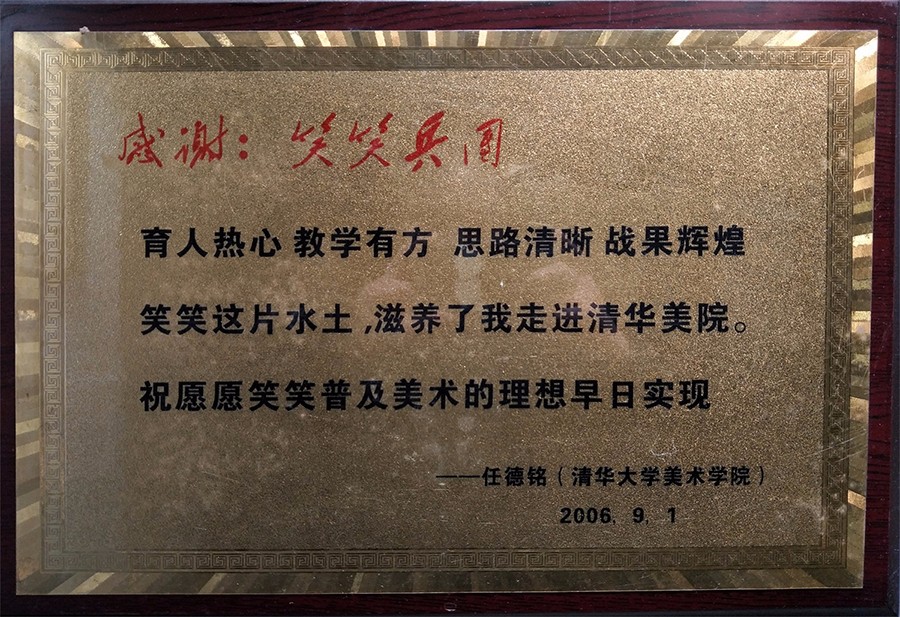 感谢：笑笑兵团
育人热心 教学有方 思路清晰 战果辉煌
笑笑这片水土,滋养了我走进清华美院。
祝愿愿笑笑普及美术的理想早日实现
——任德铭（清华大学美术学院）
2006. 9. 1